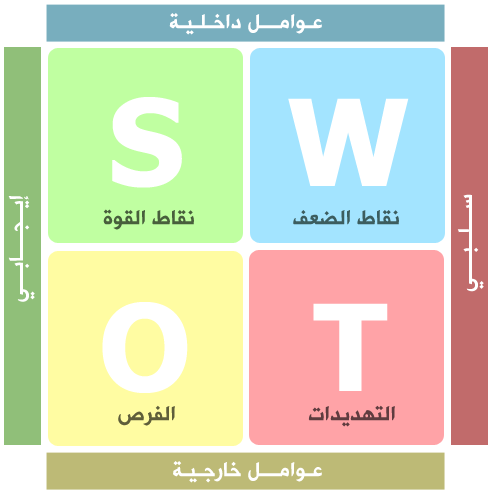 عوامل داخلية
S
نقاط القوة
W
نقاط الضعف
إيجابي
سلبي
O
الفرص
T
التهديدات
عوامل خارجية